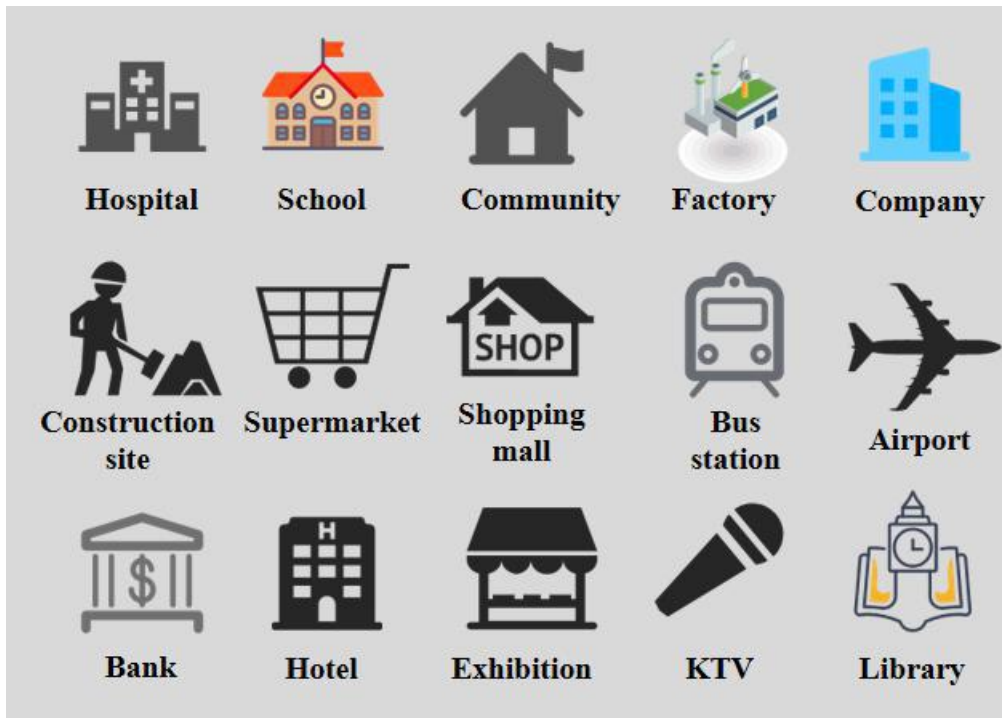 Hospital
School
Community
Factory
Company
SHOP
Construction
site
Supermarket
Shopping
mall
Bus
station
Airport
$
H
Bank
Hotel
Exhibition
KTV
Library